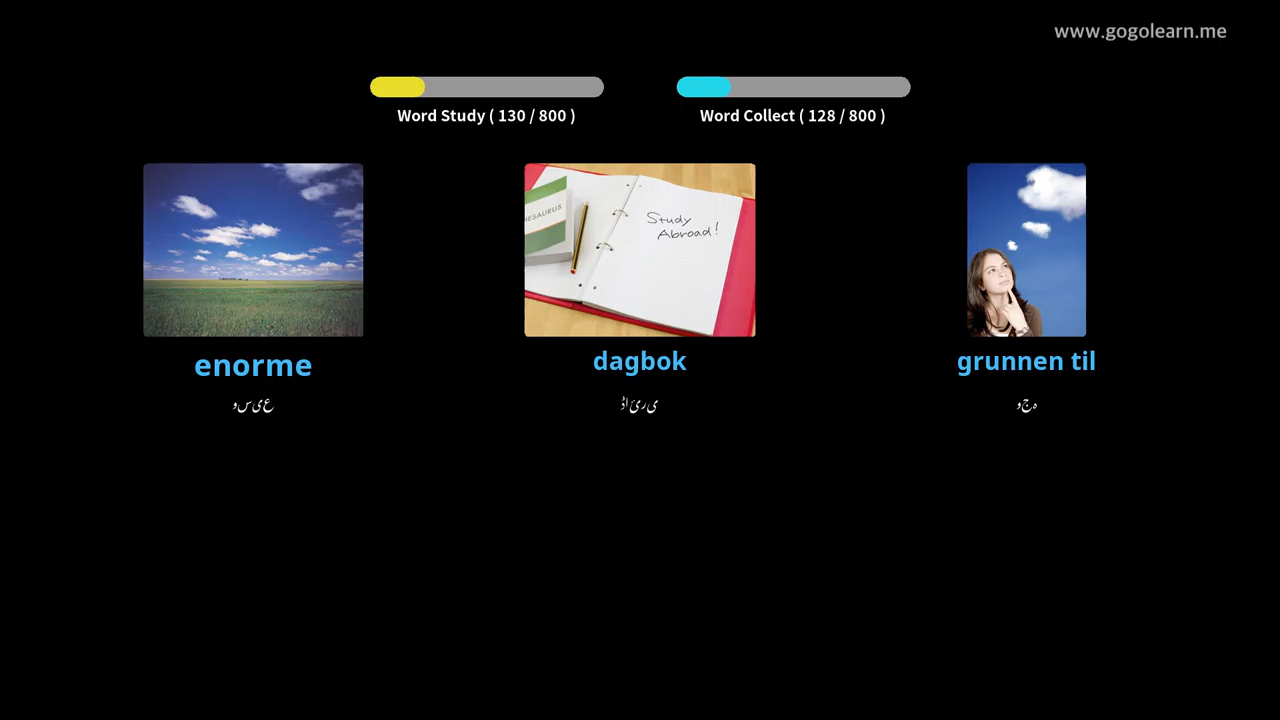 www.gogolearn.me
Word Study ( 130 / 800 )
Word Collect ( 128 / 800 )
THESAURUS
Study
Abroad!
enorme
وسیع
dagbok
ڈائری
grunnen til
وجہ